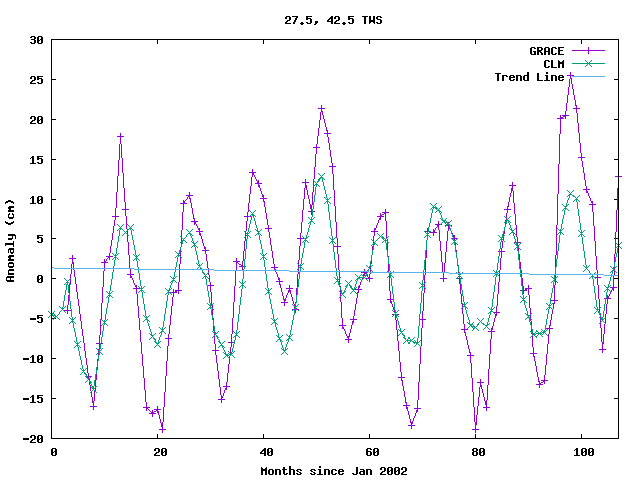 27.5, 42.5 TWS
GRACE
CLM
Trend Line
30
25
20
15
10
5
0
-5
-10
-15
-20
Anomaly (cm)
0 20 40 60 80 100
Months since Jan 2002